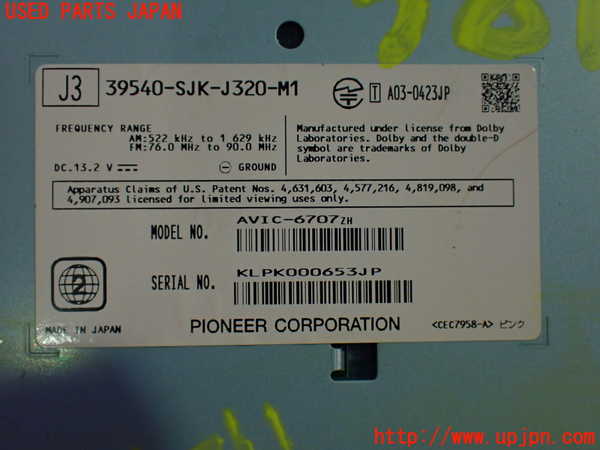 USED PARTS JAPAN
J3 39540-SJK-J320-M1
T A03-0423JP
FREQUENCY RANGE
AM:522 kHz to 1 629 kHz
FM:76.0 MHz to 90.0 MHz
DC.13.2 V
GROUND
Manufactured under license from Dolby
Laboratories. Dolby and the double-D
symbol are trademarks of Dolby
Laboratories.
Apparatus Claims of U.S. Patent Nos. 4,631,603, 4,577,216, 4,819,098, and
4,907,093 licensed for limited viewing uses only.
MODEL NO. AVIC-6707ZH
SERIAL NO. KLPK000653JP
2
MADE IN JAPAN
PIONEER CORPORATION
<CEC7958-A> ピンク
http://www.upjpn.com/